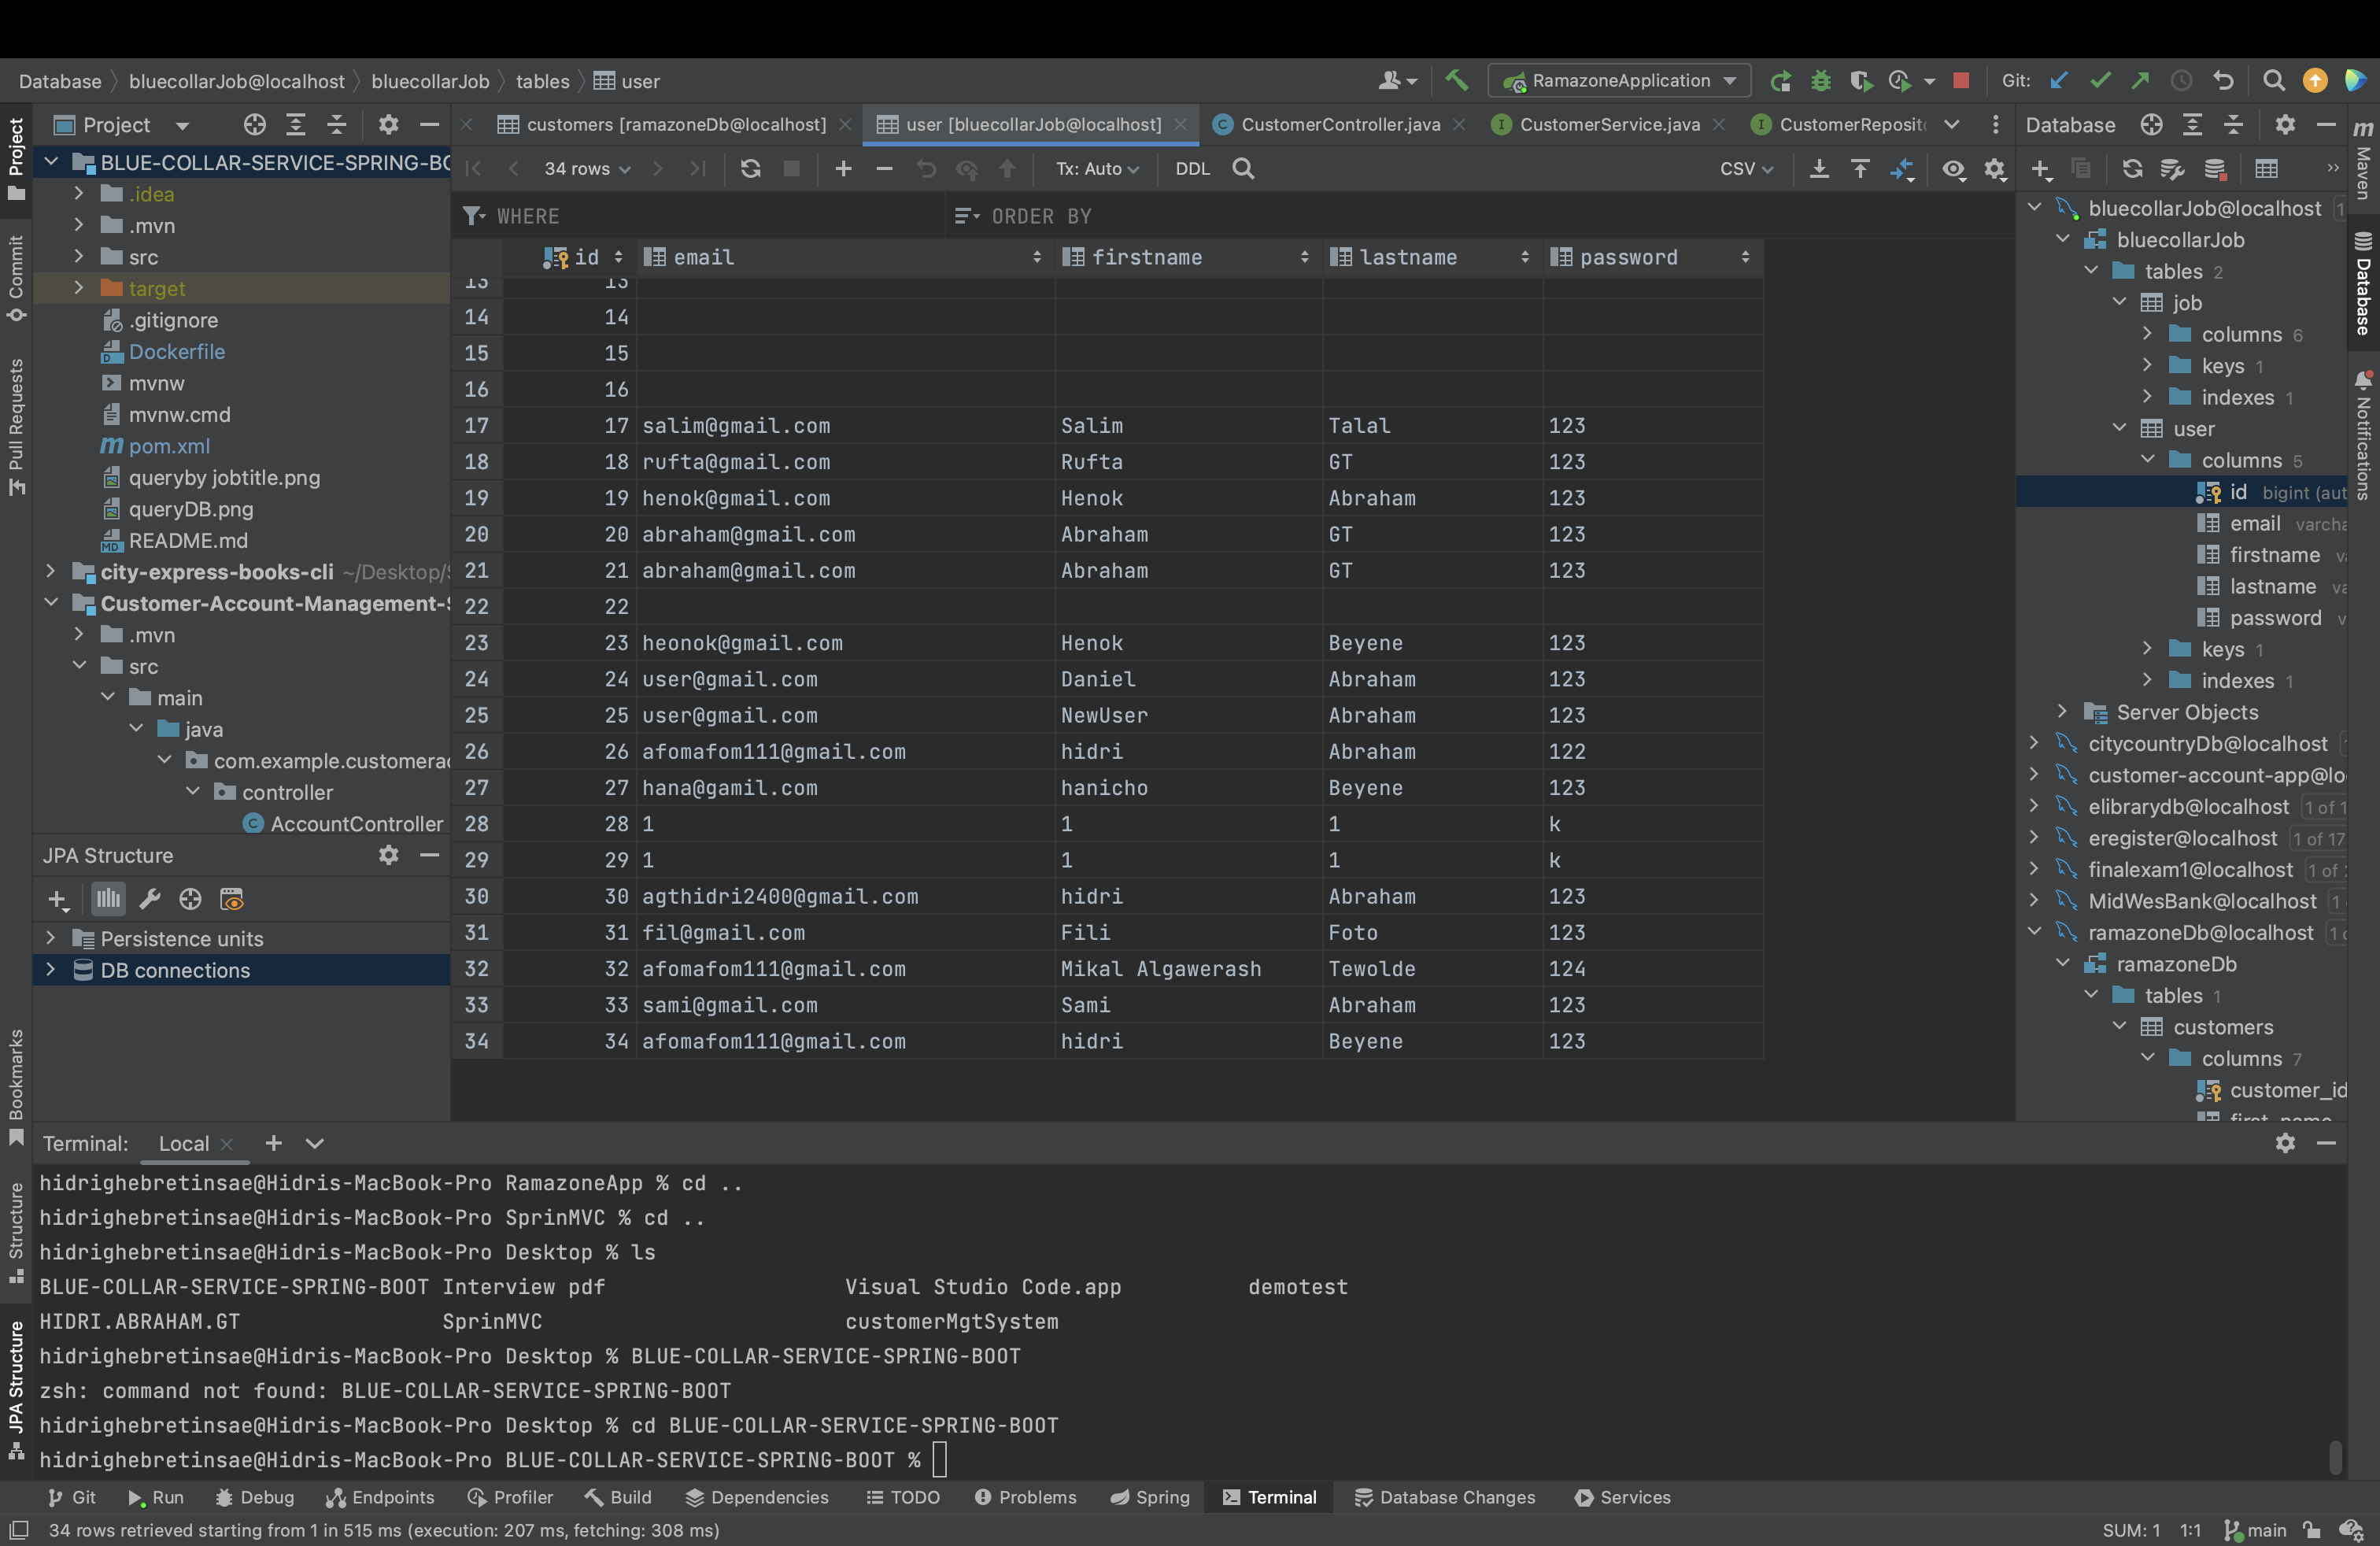 Database bluecollarJob@localhost bluecollarJob tables user
RamazoneApplication Git:
Project
customers [ramazoneDb@localhost] user [bluecollarJob@localhost] CustomerController.java CustomerService.java CustomerReposit
Database
34 rows Tx: Auto DDL CSV
WHERE ORDER BY
id email firstname lastname password
13 13
14 14
15 15
16 16
17 17 salim@gmail.com Salim Talal 123
18 18 rufta@gmail.com Rufta GT 123
19 19 henok@gmail.com Henok Abraham 123
20 20 abraham@gmail.com Abraham GT 123
21 21 abraham@gmail.com Abraham GT 123
22 22
23 23 heonok@gmail.com Henok Beyene 123
24 24 user@gmail.com Daniel Abraham 123
25 25 user@gmail.com NewUser Abraham 123
26 26 afomafom111@gmail.com hidri Abraham 122
27 27 hana@gamil.com hanicho Beyene 123
28 28 1 1 1 k
29 29 1 1 1 k
30 30 agthidri2400@gmail.com hidri Abraham 123
31 31 fil@gmail.com Fili Foto 123
32 32 afomafom111@gmail.com Mikal Algawerash Tewolde 124
33 33 sami@gmail.com Sami Abraham 123
34 34 afomafom111@gmail.com hidri Beyene 123
BLUE-COLLAR-SERVICE-SPRING-BO
.idea
.mvn
src
target
.gitignore
Dockerfile
mvnw
mvnw.cmd
pom.xml
queryby jobtitle.png
queryDB.png
README.md
city-express-books-cli ~/Desktop/
Customer-Account-Management-
.mvn
src
main
java
com.example.customerac
controller
AccountController
JPA Structure
Persistence units
DB connections
bluecollarJob@localhost 1
bluecollarJob
tables 2
job
columns 6
keys 1
indexes 1
user
columns 5
id bigint (aut
email varcha
firstname va
lastname va
password v
keys 1
indexes 1
Server Objects
citycountryDb@localhost
customer-account-app@lo
elibrarydb@localhost 1 of 1
eregister@localhost 1 of 17
finalexam1@localhost 1 of
MidWesBank@localhost 1
ramazoneDb@localhost 1
ramazoneDb
tables 1
customers
columns 7
customer_id
first_name
Project
Commit
Pull Requests
Bookmarks
Structure
JPA Structure
Maven
Database
Notifications
Terminal: Local
hidrighebretinsae@Hidris-MacBook-Pro RamazoneApp % cd ..
hidrighebretinsae@Hidris-MacBook-Pro SprinMVC % cd ..
hidrighebretinsae@Hidris-MacBook-Pro Desktop % ls
BLUE-COLLAR-SERVICE-SPRING-BOOT Interview pdf Visual Studio Code.app demotest
HIDRI.ABRAHAM.GT SprinMVC customerMgtSystem
hidrighebretinsae@Hidris-MacBook-Pro Desktop % BLUE-COLLAR-SERVICE-SPRING-BOOT
zsh: command not found: BLUE-COLLAR-SERVICE-SPRING-BOOT
hidrighebretinsae@Hidris-MacBook-Pro Desktop % cd BLUE-COLLAR-SERVICE-SPRING-BOOT
hidrighebretinsae@Hidris-MacBook-Pro BLUE-COLLAR-SERVICE-SPRING-BOOT %
Git Run Debug Endpoints Profiler Build Dependencies TODO Problems Spring Terminal Database Changes Services
34 rows retrieved starting from 1 in 515 ms (execution: 207 ms, fetching: 308 ms) SUM: 1 1:1 main